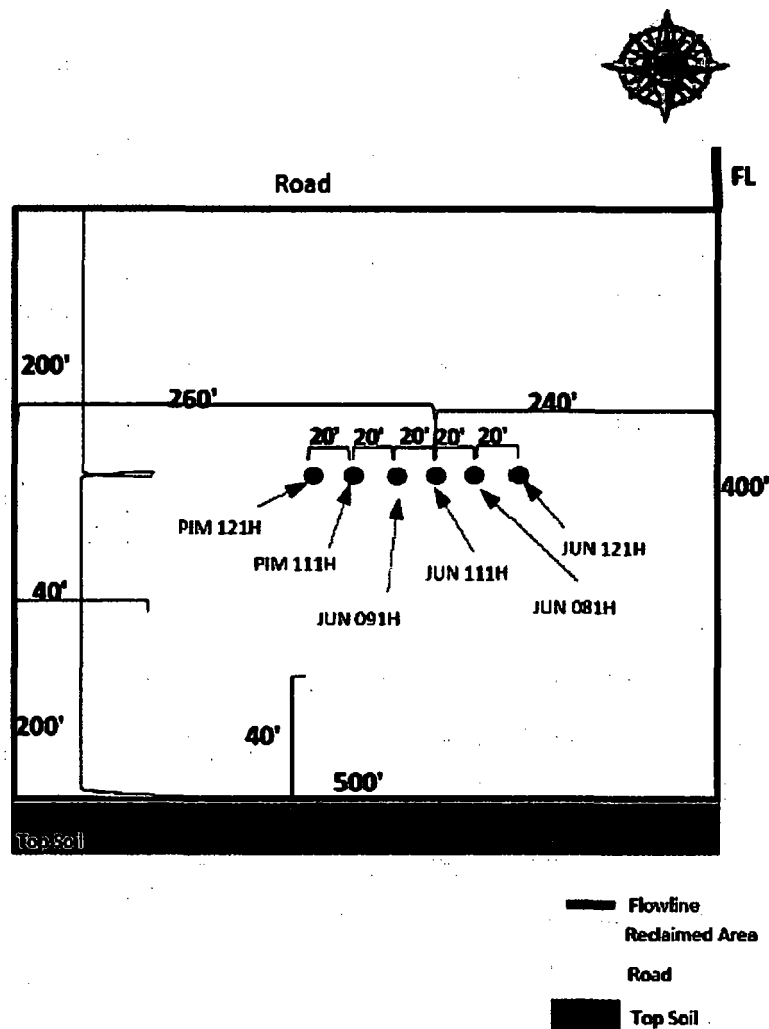 FL
Road
200'
260'
240'
20' 20' 20' 20' 20'
400'
PIM 121H
PIM 111H
JUN 091H
JUN 111H
JUN 081H
JUN 121H
40'
200'
40'
500'
Top Soil
Flowline
Reclaimed Area
Road
Top Soil